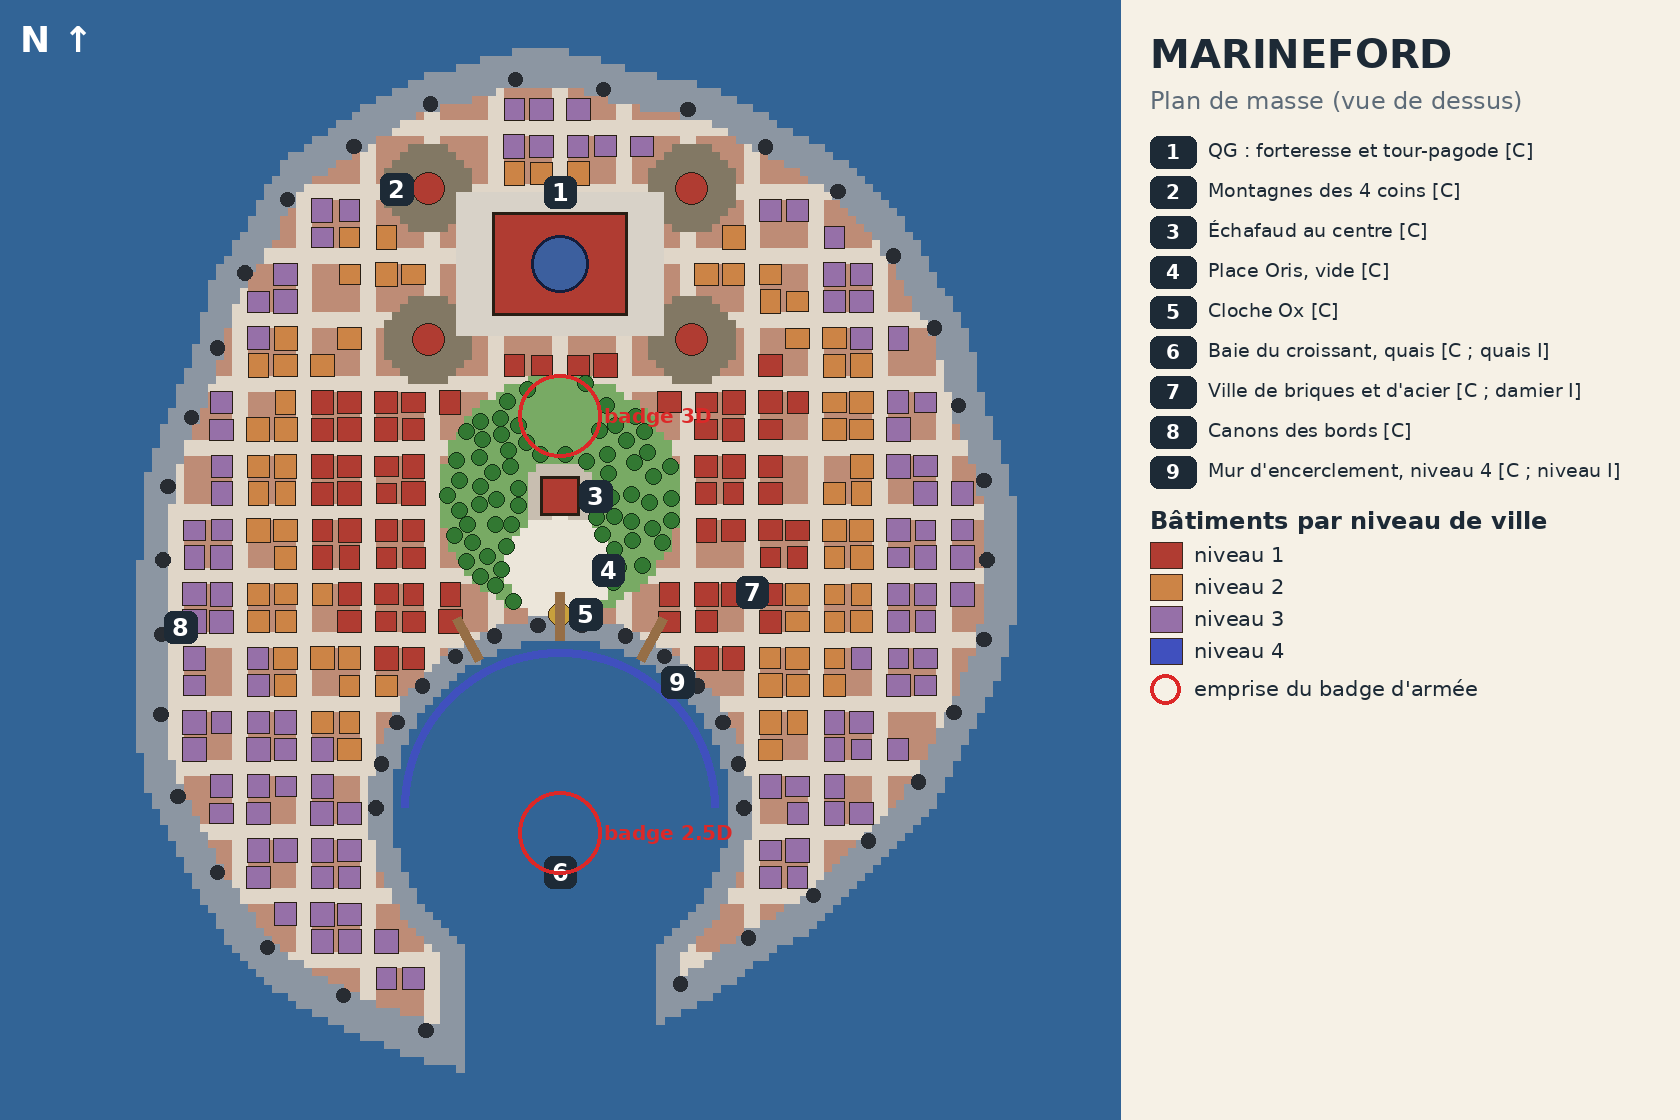 N ↑
MARINEFORD
Plan de masse (vue de dessus)
1 QG : forteresse et tour-pagode [C]
2 Montagnes des 4 coins [C]
3 Échafaud au centre [C]
4 Place Oris, vide [C]
5 Cloche Ox [C]
6 Baie du croissant, quais [C ; quais I]
7 Ville de briques et d'acier [C ; damier I]
8 Canons des bords [C]
9 Mur d'encerclement, niveau 4 [C ; niveau I]
Bâtiments par niveau de ville
niveau 1
niveau 2
niveau 3
niveau 4
emprise du badge d'armée
2
1
badge 3D
3
4
7
5
8
9
badge 2.5D
6